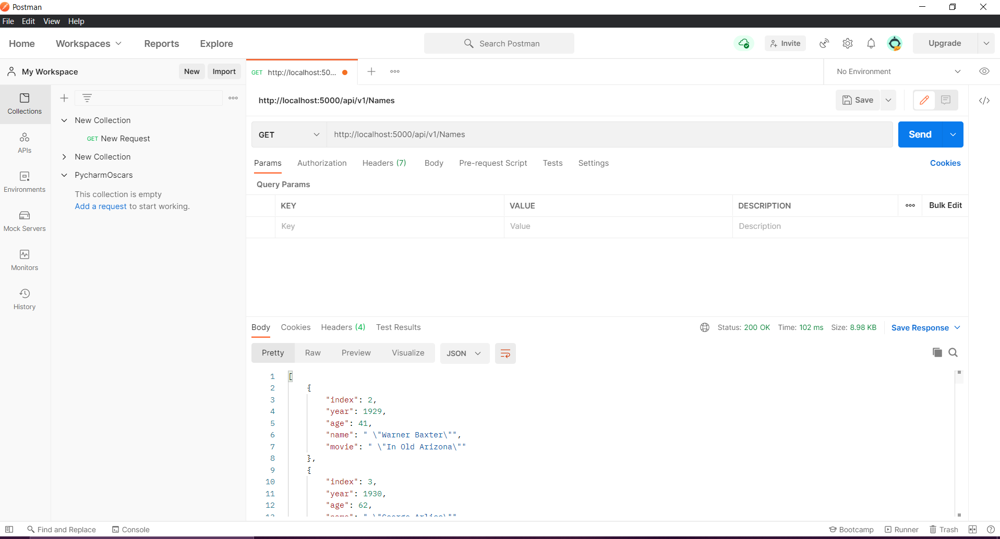 Postman
File Edit View Help
Home Workspaces Reports Explore Search Postman Invite Upgrade
My Workspace New Import GET http://localhost:50... No Environment
Collections
APIs
Environments
Mock Servers
Monitors
History
New Collection
GET New Request
New Collection
PycharmOscars
This collection is empty
Add a request to start working.
http://localhost:5000/api/v1/Names Save
GET http://localhost:5000/api/v1/Names Send
Params Authorization Headers (7) Body Pre-request Script Tests Settings Cookies
Query Params
KEY VALUE DESCRIPTION Bulk Edit
Key Value Description
Body Cookies Headers (4) Test Results Status: 200 OK Time: 102 ms Size: 8.98 KB Save Response
Pretty Raw Preview Visualize JSON
1 [
2 {
3 "index": 2,
4 "year": 1929,
5 "age": 41,
6 "name": " \"Warner Baxter\"",
7 "movie": " \"In Old Arizona\""
8 },
9 {
10 "index": 3,
11 "year": 1930,
12 "age": 62,
13 "name": " \"George Arliss\""
Find and Replace Console Bootcamp Runner Trash